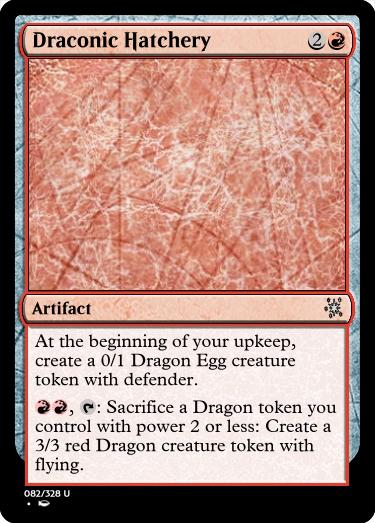 Draconic Hatchery 2
Artifact
At the beginning of your upkeep,
create a 0/1 Dragon Egg creature
token with defender.
, : Sacrifice a Dragon token you
control with power 2 or less: Create a
3/3 red Dragon creature token with
flying.
082/328 U